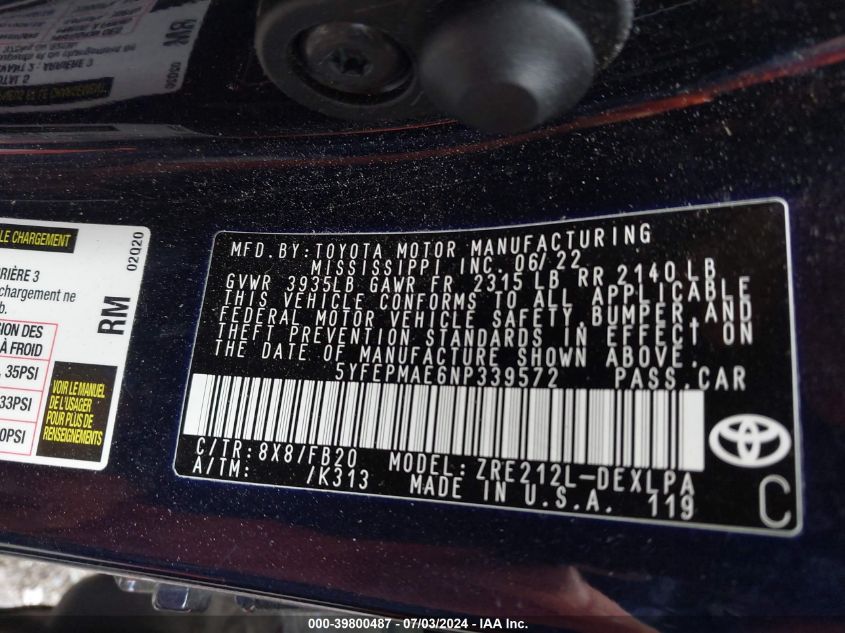 LE CHARGEMENT
02020
RIÈRE 3
chargement ne
b.
RM
SION DES
À FROID
35PSI
33PSI
0PSI
VOIR LE MANUEL
DE L'USAGER
POUR PLUS DE
RENSEIGNEMENTS
MFD. BY: TOYOTA MOTOR MANUFACTURING
MISSISSIPPI INC. 06/22
GVWR 3935LB GAWR FR 2315 LB RR 2140 LB
THIS VEHICLE CONFORMS TO ALL APPLICABLE
FEDERAL MOTOR VEHICLE SAFETY, BUMPER, AND
THEFT PREVENTION STANDARDS IN EFFECT ON
THE DATE OF MANUFACTURE SHOWN ABOVE.
5YFEPMAE6NP339572 PASS. CAR
C/TR: 8X8/FB20 MODEL: ZRE212L-DEXLPA
A/TM: /K313 MADE IN U.S.A. 119
C
000-39800487 - 07/03/2024 - IAA Inc.